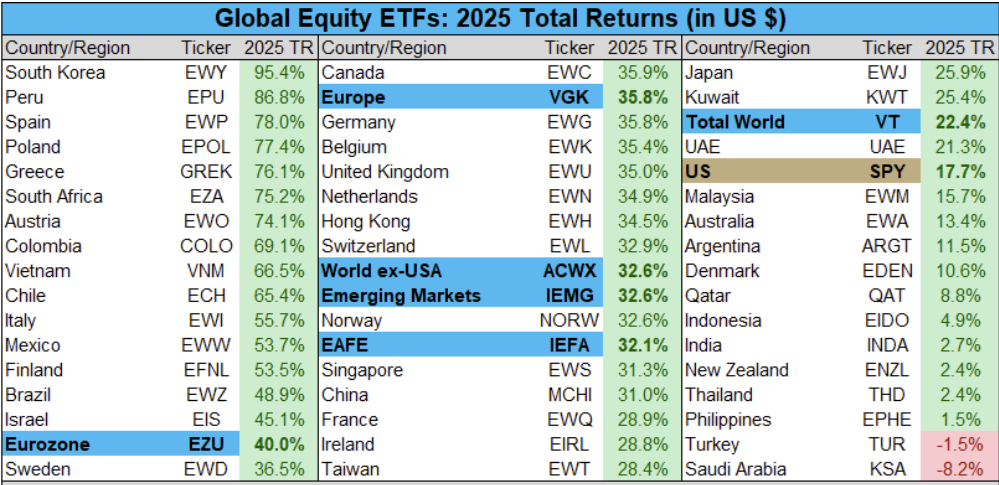 Global Equity ETFs: 2025 Total Returns (in US $)
Country/Region Ticker 2025 TR Country/Region Ticker 2025 TR Country/Region Ticker 2025 TR
South Korea EWY 95.4% Canada EWC 35.9% Japan EWJ 25.9%
Peru EPU 86.8% Europe VGK 35.8% Kuwait KWT 25.4%
Spain EWP 78.0% Germany EWG 35.8% Total World VT 22.4%
Poland EPOL 77.4% Belgium EWK 35.4% UAE UAE 21.3%
Greece GREK 76.1% United Kingdom EWU 35.0% US SPY 17.7%
South Africa EZA 75.2% Netherlands EWN 34.9% Malaysia EWM 15.7%
Austria EWO 74.1% Hong Kong EWH 34.5% Australia EWA 13.4%
Colombia COLO 69.1% Switzerland EWL 32.9% Argentina ARGT 11.5%
Vietnam VNM 66.5% World ex-USA ACWX 32.6% Denmark EDEN 10.6%
Chile ECH 65.4% Emerging Markets IEMG 32.6% Qatar QAT 8.8%
Italy EWI 55.7% Norway NORW 32.6% Indonesia EIDO 4.9%
Mexico EWW 53.7% EAFE IEFA 32.1% India INDA 2.7%
Finland EFNL 53.5% Singapore EWS 31.3% New Zealand ENZL 2.4%
Brazil EWZ 48.9% China MCHI 31.0% Thailand THD 2.4%
Israel EIS 45.1% France EWQ 28.9% Philippines EPHE 1.5%
Eurozone EZU 40.0% Ireland EIRL 28.8% Turkey TUR -1.5%
Sweden EWD 36.5% Taiwan EWT 28.4% Saudi Arabia KSA -8.2%